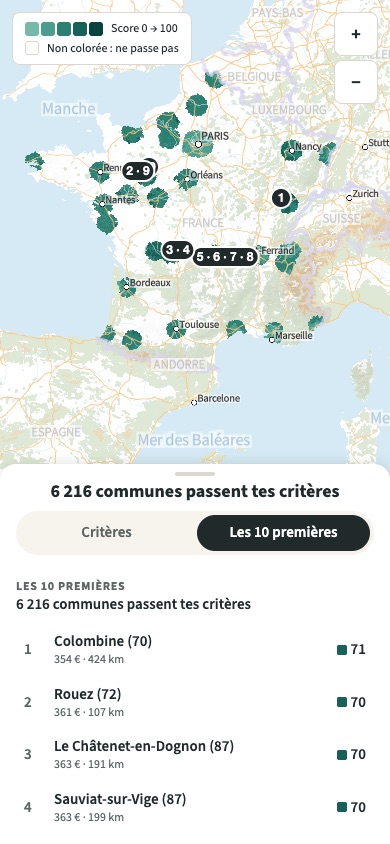 PAYS-BAS
Score 0 → 100
Non colorée : ne passe pas
+
−
BELGIQUE
Manche
LUXEMBOURG
PARIS
Nancy
Stutt
Ren
2 · 9
Orléans
Nantes
1
Zurich
FRANCE
SUISSE
3 · 4
5 · 6 · 7 · 8
Ferrand
Bordeaux
Toulouse
Marseille
ANDORRE
Barcelone
ESPAGNE
Mer des Baléares
Me
6 216 communes passent tes critères
Critères
Les 10 premières
LES 10 PREMIÈRES
6 216 communes passent tes critères
1 Colombine (70) 71
354 € · 424 km
2 Rouez (72) 70
361 € · 107 km
3 Le Châtenet-en-Dognon (87) 70
363 € · 191 km
4 Sauviat-sur-Vige (87) 70
363 € · 199 km